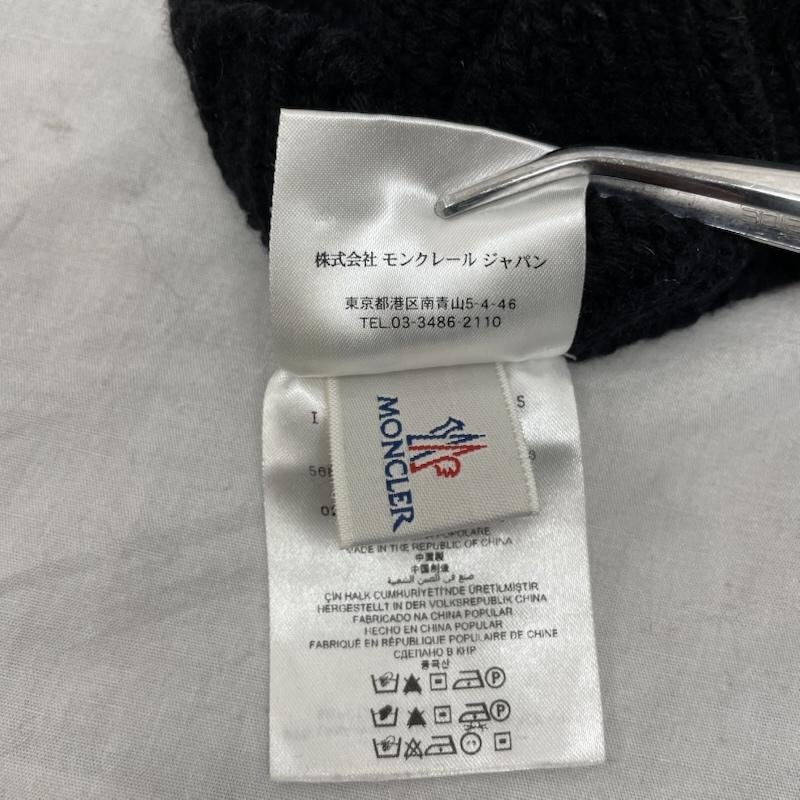 株式会社 モンクレール ジャパン
東京都港区南青山5-4-46
TEL.03-3486-2110
I S
MONCLER
56
02
POPOLARE
MADE IN THE REPUBLIC OF CHINA
中國製
中国制造
صنع في الصين الشعبية
ÇİN HALK CUMHURİYETİ'NDE ÜRETİLMİŞTİR
HERGESTELLT IN DER VOLKSREPUBLIK CHINA
FABRICADO NA CHINA POPULAR
HECHO EN CHINA POPULAR
FABRIQUÉ EN RÉPUBLIQUE POPULAIRE DE CHINE
СДЕЛАНО В КНР
중국산
P
P